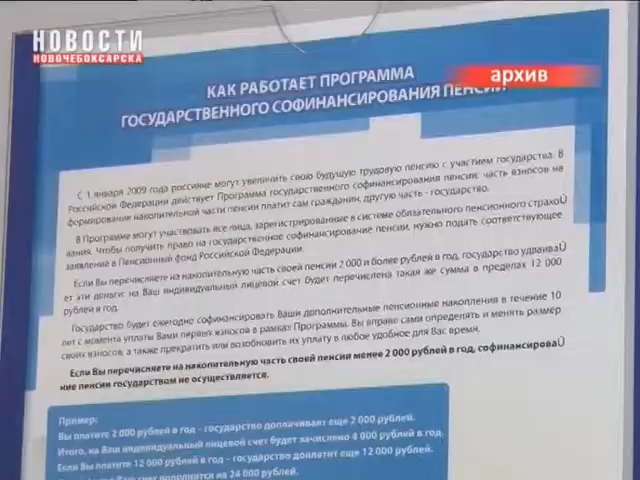 НОВОСТИ
НОВОЧЕБОКСАРСКА
архив
КАК РАБОТАЕТ ПРОГРАММА
ГОСУДАРСТВЕННОГО СОФИНАНСИРОВАНИЯ ПЕНСИИ
С 1 января 2009 года россияне могут увеличить свою будущую трудовую пенсию с участием государства. В
Российской Федерации действует Программа государственного софинансирования пенсии: часть взносов на
формирование накопительной части пенсии платит сам гражданин, другую часть - государство.
В Программе могут участвовать все лица, зарегистрированные в системе обязательного пенсионного страхо
вания. Чтобы получить право на государственное софинансирование пенсии, нужно подать соответствующее
заявление в Пенсионный фонд Российской Федерации.
Если Вы перечисляете на накопительную часть своей пенсии 2 000 и более рублей в год, государство удваива
ет эти деньги: на Ваш индивидуальный лицевой счет будет перечислена такая же сумма в пределах 12 000
рублей в год.
Государство будет ежегодно софинансировать Ваши дополнительные пенсионные накопления в течение 10
лет с момента уплаты Вами первых взносов в рамках Программы. Вы вправе сами определять и менять размер
своих взносов, а также прекратить или возобновить их уплату в любое удобное для Вас время.
Если Вы перечисляете на накопительную часть своей пенсии менее 2 000 рублей в год, софинансирова
ние пенсии государством не осуществляется.
Пример:
Вы платите 2 000 рублей в год - государство доплачивает еще 2 000 рублей.
Итого, на Ваш индивидуальный лицевой счет будет зачислено 4 000 рублей в год.
Если Вы платите 12 000 рублей в год - государство доплатит еще 12 000 рублей.
счет пополнится на 24 000 рублей.